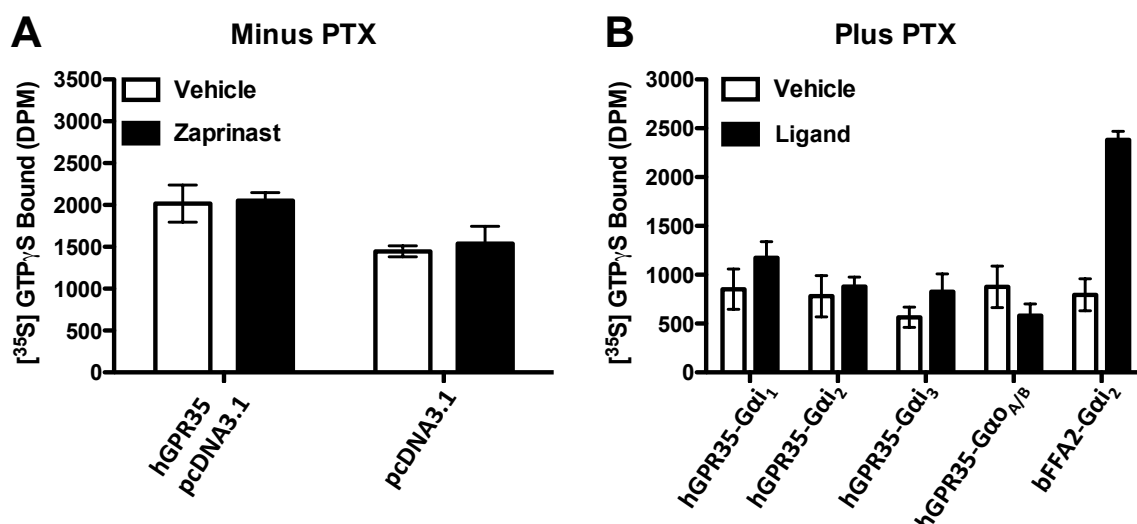 A
Minus PTX
[³⁵S] GTPγS Bound (DPM)
3500
3000
2500
2000
1500
1000
500
0
Vehicle
Zaprinast
hGPR35
pcDNA3.1
pcDNA3.1
B
Plus PTX
[³⁵S] GTPγS Bound (DPM)
3000
2500
2000
1500
1000
500
0
Vehicle
Ligand
hGPR35-Gαi₁
hGPR35-Gαi₂
hGPR35-Gαi₃
hGPR35-Gαo_A/B
bFFA2-Gαi₂